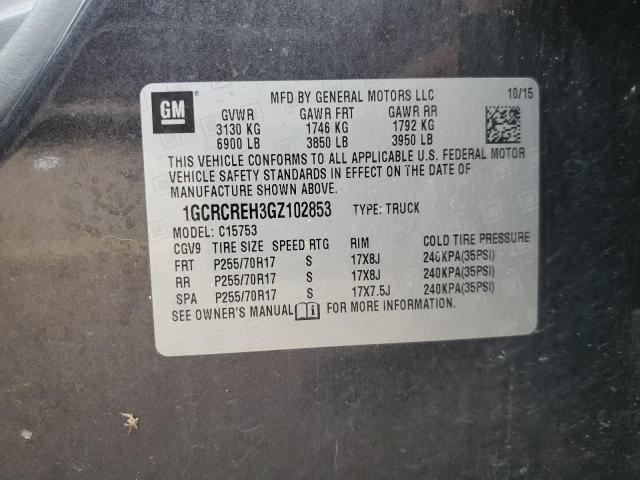 GM
MFD BY GENERAL MOTORS LLC 10/15
GVWR GAWR FRT GAWR RR
3130 KG 1746 KG 1792 KG
6900 LB 3850 LB 3950 LB
THIS VEHICLE CONFORMS TO ALL APPLICABLE U.S. FEDERAL MOTOR
VEHICLE SAFETY STANDARDS IN EFFECT ON THE DATE OF
MANUFACTURE SHOWN ABOVE.
1GCRCREH3GZ102853 TYPE: TRUCK
MODEL: C15753
CGV9 TIRE SIZE SPEED RTG RIM COLD TIRE PRESSURE
FRT P255/70R17 S 17X8J 240KPA(35PSI)
RR P255/70R17 S 17X8J 240KPA(35PSI)
SPA P255/70R17 S 17X7.5J 240KPA(35PSI)
SEE OWNER'S MANUAL i FOR MORE INFORMATION.